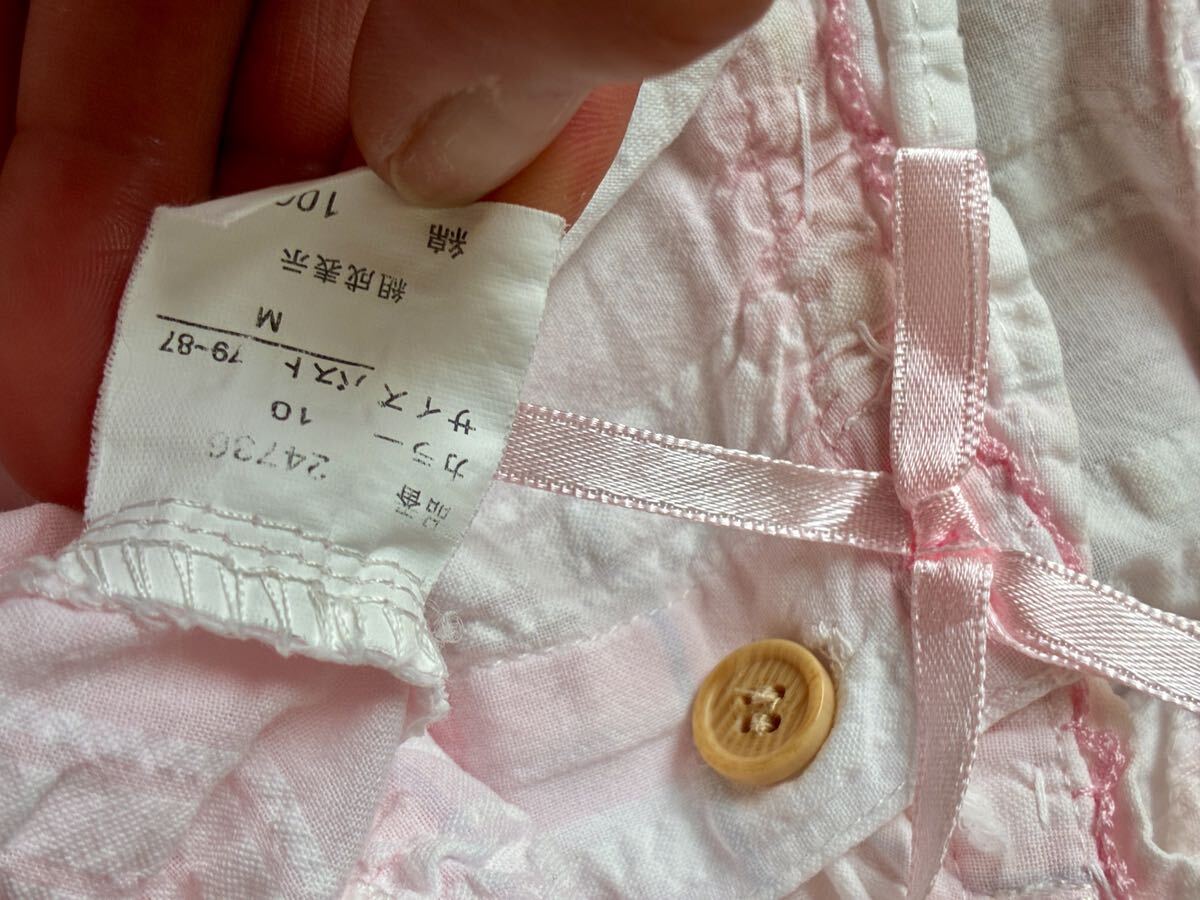 品番 24736
カラー 10
サイズ バスト 79-87
M
組成表示
綿 100